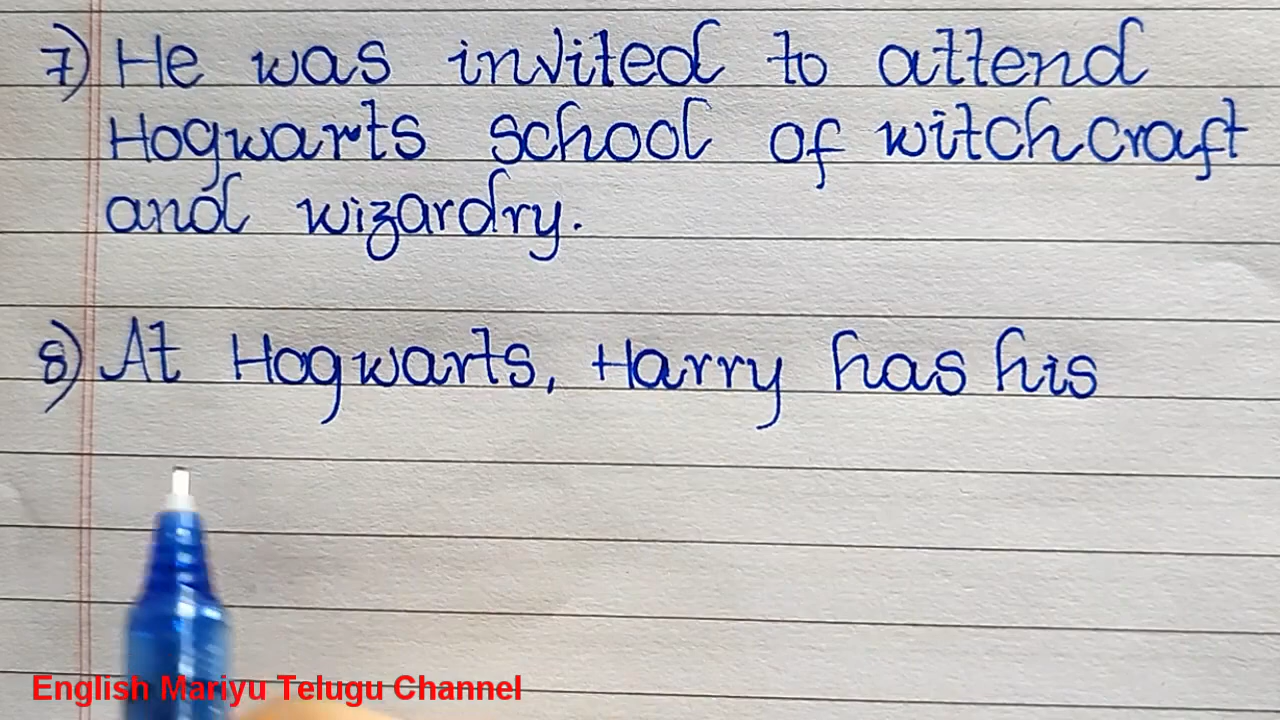 7) He was invited to attend
Hogwarts school of witchcraft
and wizardry.
8) At Hogwarts, Harry has his
English Mariyu Telugu Channel